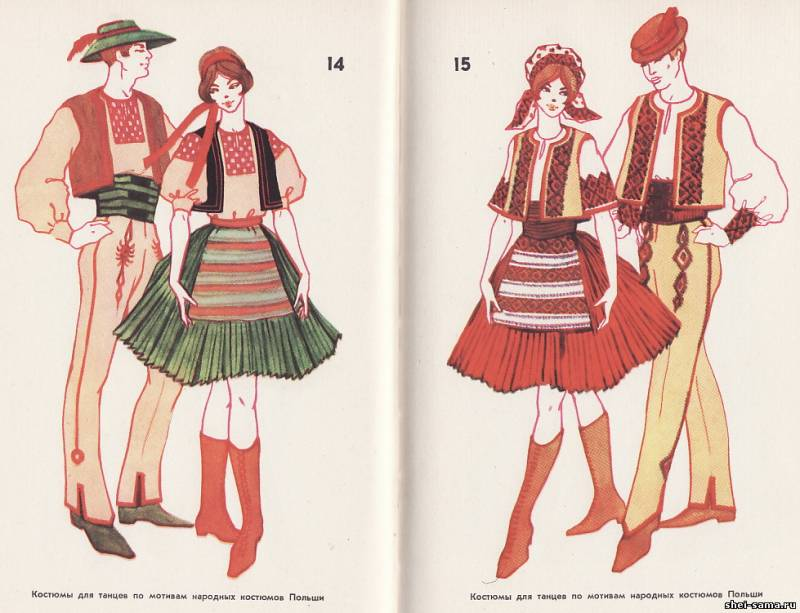 14
15
Костюмы для танцев по мотивам народных костюмов Польши
Костюмы для танцев по мотивам народных костюмов Польши
shei-sama.ru